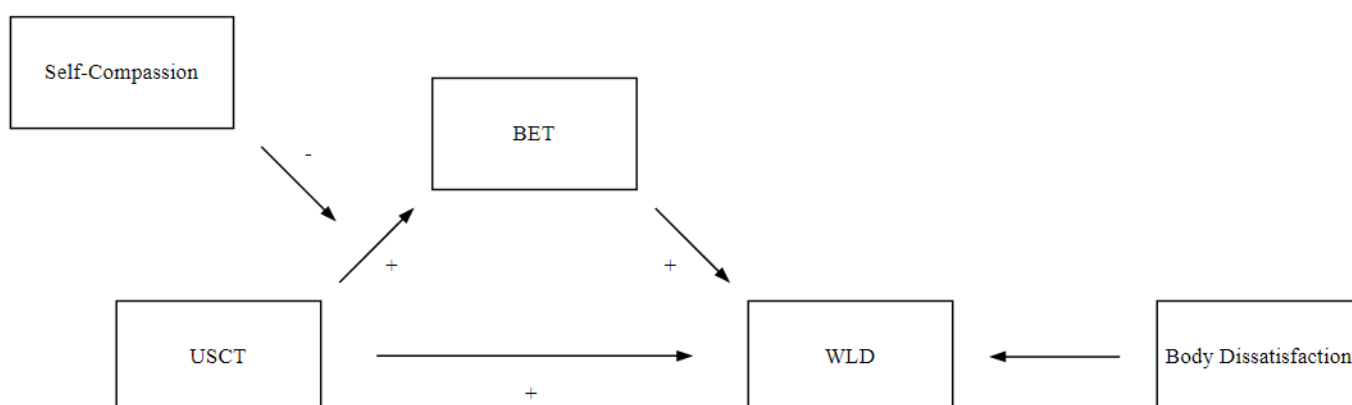 Self-Compassion
BET
-
+
+
USCT
WLD
Body Dissatisfaction
+